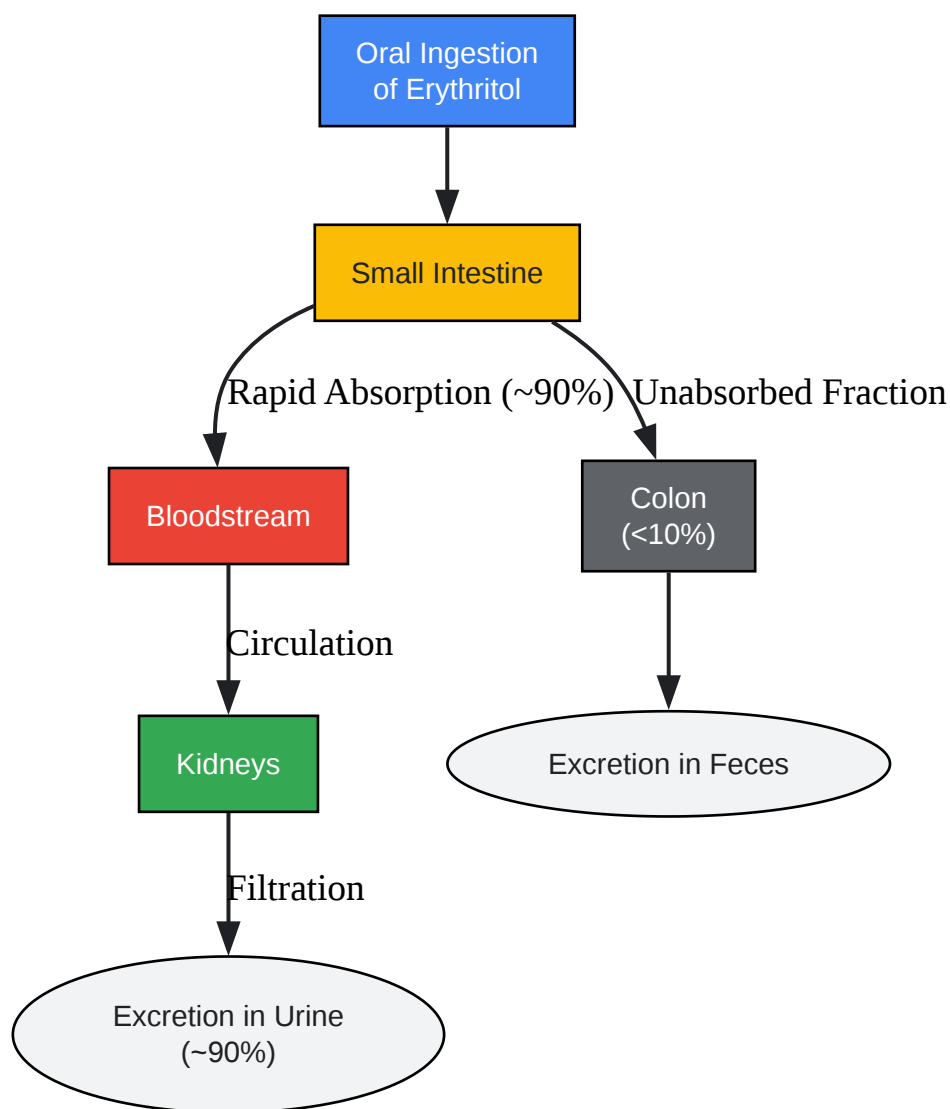 Oral Ingestion
of Erythritol
Small Intestine
Rapid Absorption (~90%)
Unabsorbed Fraction
Bloodstream
Colon
(<10%)
Circulation
Kidneys
Excretion in Feces
Filtration
Excretion in Urine
(~90%)